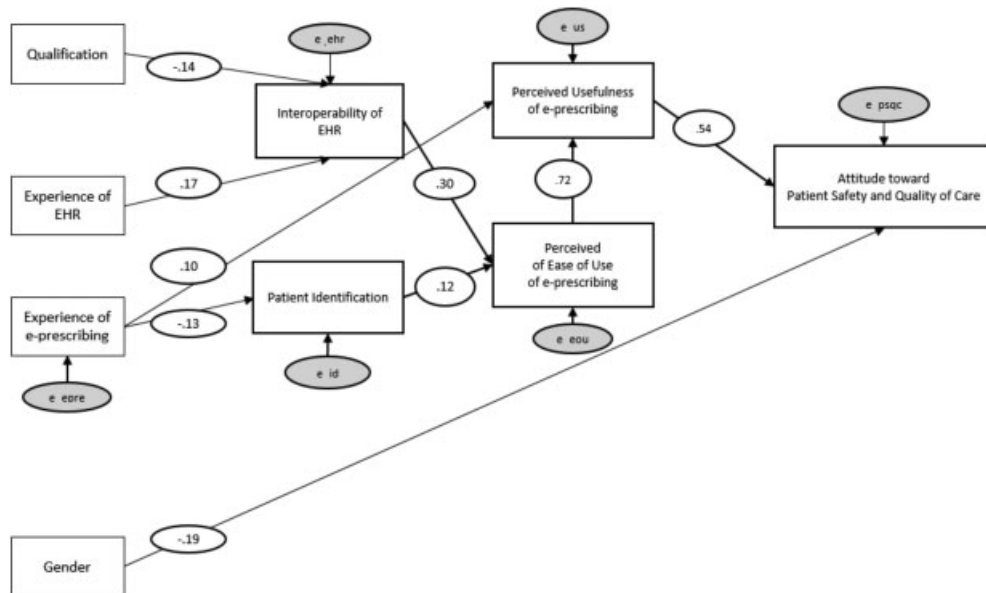 Qualification
-.14
e_ehr
Interoperability of
EHR
Experience of
EHR
.17
.30
e_us
Perceived Usefulness
of e-prescribing
.54
e_psqc
Attitude toward
Patient Safety and Quality of Care
.72
.10
Experience of
e-prescribing
-.13
e_epre
Patient Identification
e_id
.12
Perceived
of Ease of Use
of e-prescribing
e_eou
Gender
-.19